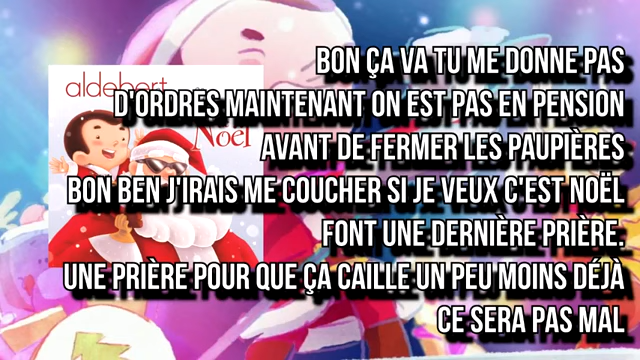 aldebert
Noël
BON ÇA VA TU ME DONNE PAS
D'ORDRES MAINTENANT ON EST PAS EN PENSION
AVANT DE FERMER LES PAUPIÈRES
BON BEN J'IRAIS ME COUCHER SI JE VEUX C'EST NOËL
FONT UNE DERNIÈRE PRIÈRE.
UNE PRIÈRE POUR QUE ÇA CAILLE UN PEU MOINS DÉJÀ
CE SERA PAS MAL